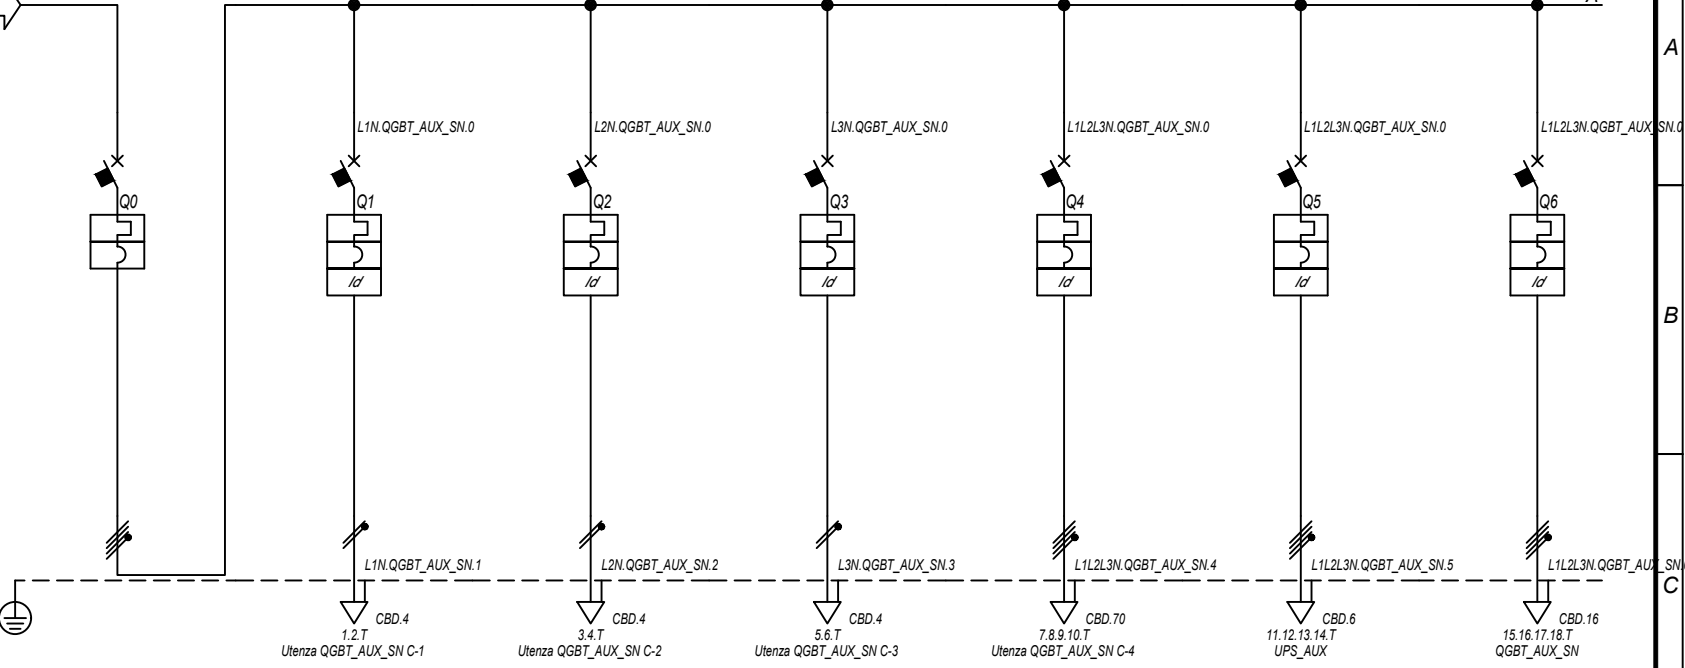 A
L1N.QGBT_AUX_SN.0
L2N.QGBT_AUX_SN.0
L3N.QGBT_AUX_SN.0
L1L2L3N.QGBT_AUX_SN.0
L1L2L3N.QGBT_AUX_SN.0
L1L2L3N.QGBT_AUX_SN.0
Q0
Q1
Q2
Q3
Q4
Q5
Q6
Id
Id
Id
Id
Id
Id
B
L1N.QGBT_AUX_SN.1
L2N.QGBT_AUX_SN.2
L3N.QGBT_AUX_SN.3
L1L2L3N.QGBT_AUX_SN.4
L1L2L3N.QGBT_AUX_SN.5
L1L2L3N.QGBT_AUX_SN.
C
CBD.4
CBD.4
CBD.4
CBD.70
CBD.6
CBD.16
1.2.T
3.4.T
5.6.T
7.8.9.10.T
11.12.13.14.T
15.16.17.18.T
Utenza QGBT_AUX_SN C-1
Utenza QGBT_AUX_SN C-2
Utenza QGBT_AUX_SN C-3
Utenza QGBT_AUX_SN C-4
UPS_AUX
QGBT_AUX_SN